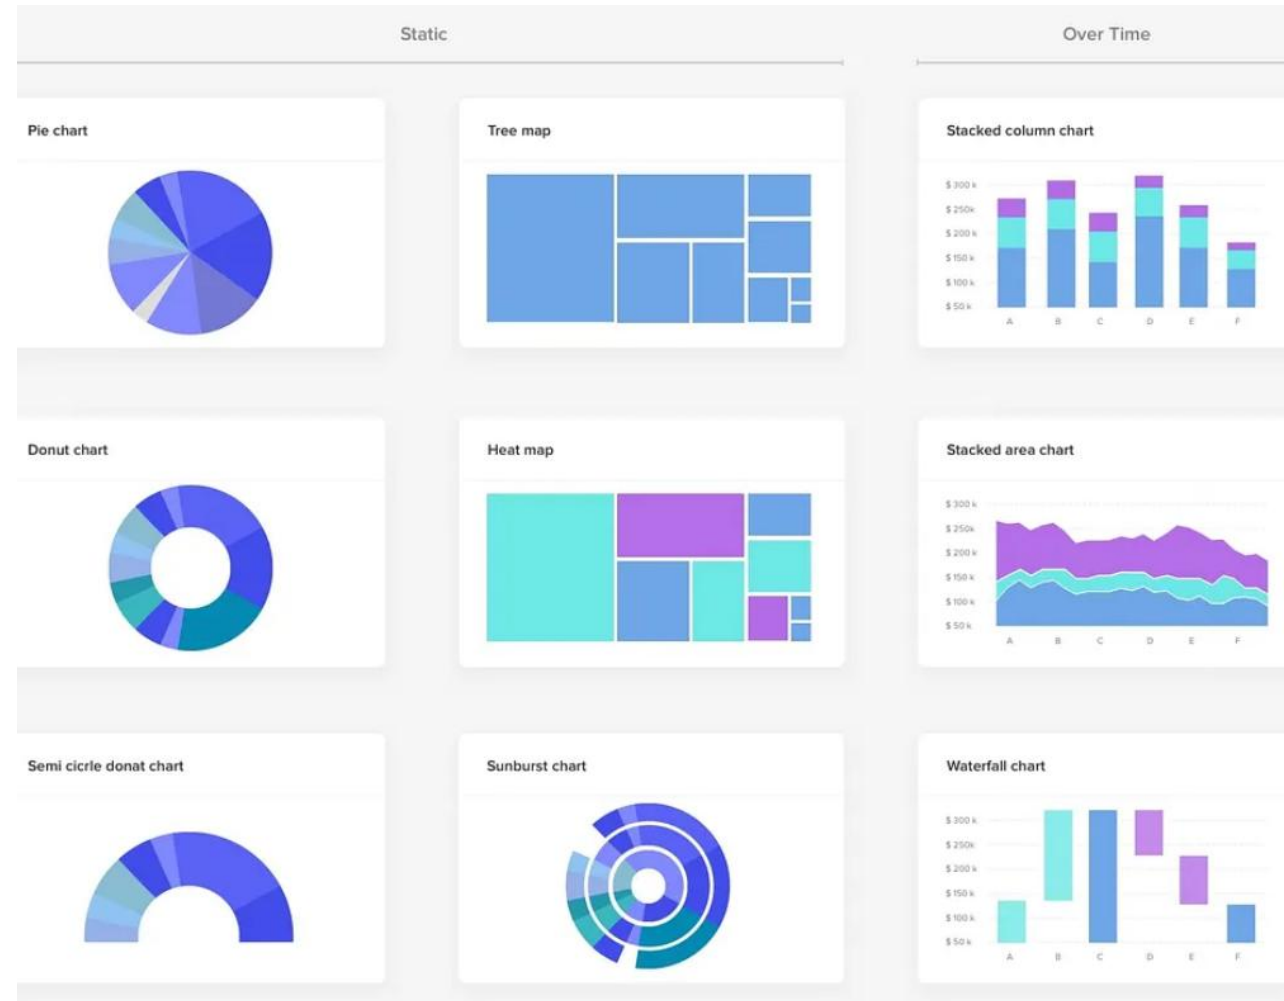 Static
Over Time
Pie chart
Tree map
Stacked column chart
$ 300 k
$ 250k
$ 200 k
$ 150 k
$ 100 k
$ 50 k
A B C D E F
Donut chart
Heat map
Stacked area chart
$ 300 k
$ 250k
$ 200 k
$ 150 k
$ 100 k
$ 50 k
A B C D E F
Semi cicrle donat chart
Sunburst chart
Waterfall chart
$ 300 k
$ 250k
$ 200 k
$ 150 k
$ 100 k
$ 50 k
A B C D E F